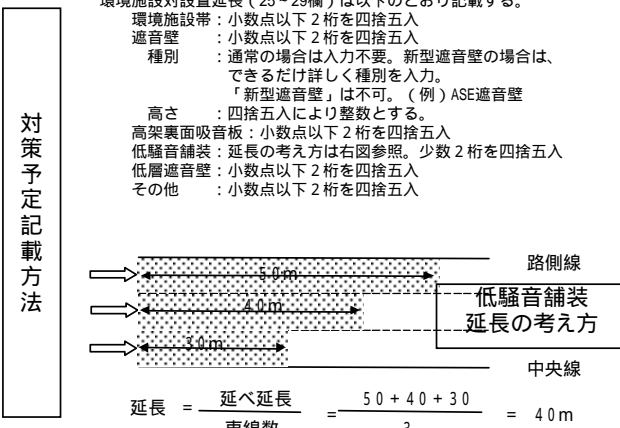 環境施設対設置延長（25~29欄）は以下のとおり記載する。
環境施設帯：小数点以下２桁を四捨五入
遮音壁　　：小数点以下２桁を四捨五入
種別　　：通常の場合は入力不要。新型遮音壁の場合は、
できるだけ詳しく種別を入力。
「新型遮音壁」は不可。（例）ASE遮音壁
高さ　　：四捨五入により整数とする。
高架裏面吸音板：小数点以下２桁を四捨五入
低騒音舗装：延長の考え方は右図参照。少数２桁を四捨五入
低層遮音壁：小数点以下２桁を四捨五入
その他　　：小数点以下２桁を四捨五入
対策予定記載方法
路側線
５０ｍ
低騒音舗装
４０ｍ
延長の考え方
３０ｍ
中央線
延長 ＝ 延べ延長 ＝ ５０＋４０＋３０ ＝ ４０ｍ
車線数 ３